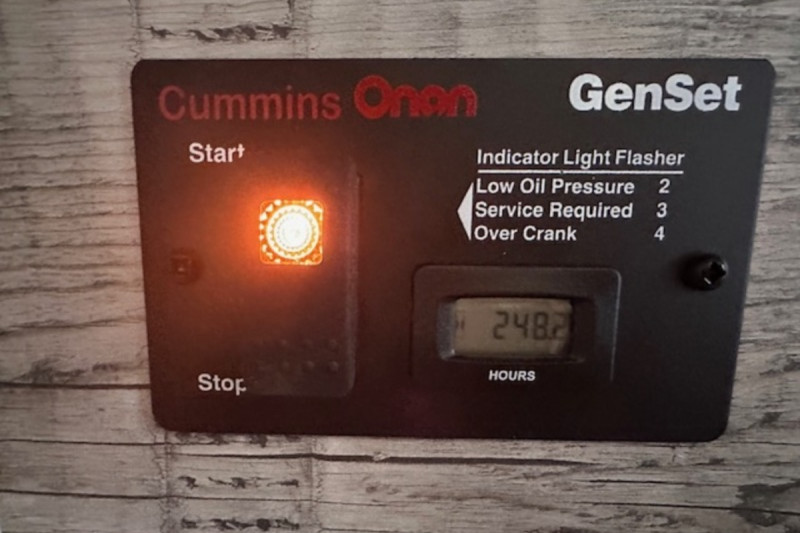 Cummins Onan GenSet
Start
Indicator Light Flasher
Low Oil Pressure 2
Service Required 3
Over Crank 4
248.2
HOURS
Stop